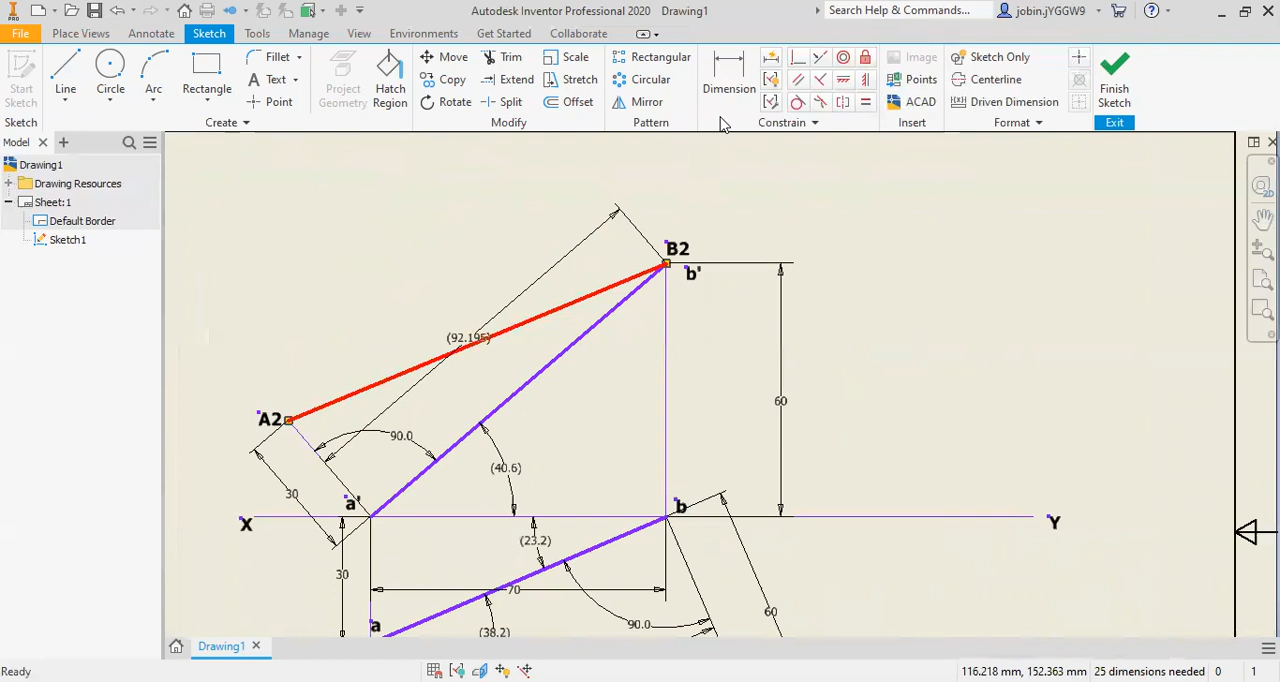 PRO
Autodesk Inventor Professional 2020 Drawing1
Search Help & Commands...
jobin.jYGGW9
File Place Views Annotate Sketch Tools Manage View Environments Get Started Collaborate
Start Sketch
Line
Circle
Arc
Rectangle
Fillet
Text
Point
Project Geometry
Hatch Region
Move
Copy
Rotate
Trim
Extend
Split
Scale
Stretch
Offset
Rectangular
Circular
Mirror
Dimension
Image
Points
ACAD
Sketch Only
Centerline
Driven Dimension
Finish Sketch
Sketch Create Modify Pattern Constrain Insert Format Exit
Model
Drawing1
Drawing Resources
Sheet:1
Default Border
Sketch1
2D
B2
b'
(92.195)
60
A2
90.0
(40.6)
30
a'
b
X
Y
(23.2)
30
70
60
a
(38.2)
90.0
Drawing1
Ready
116.218 mm, 152.363 mm 25 dimensions needed 0 1